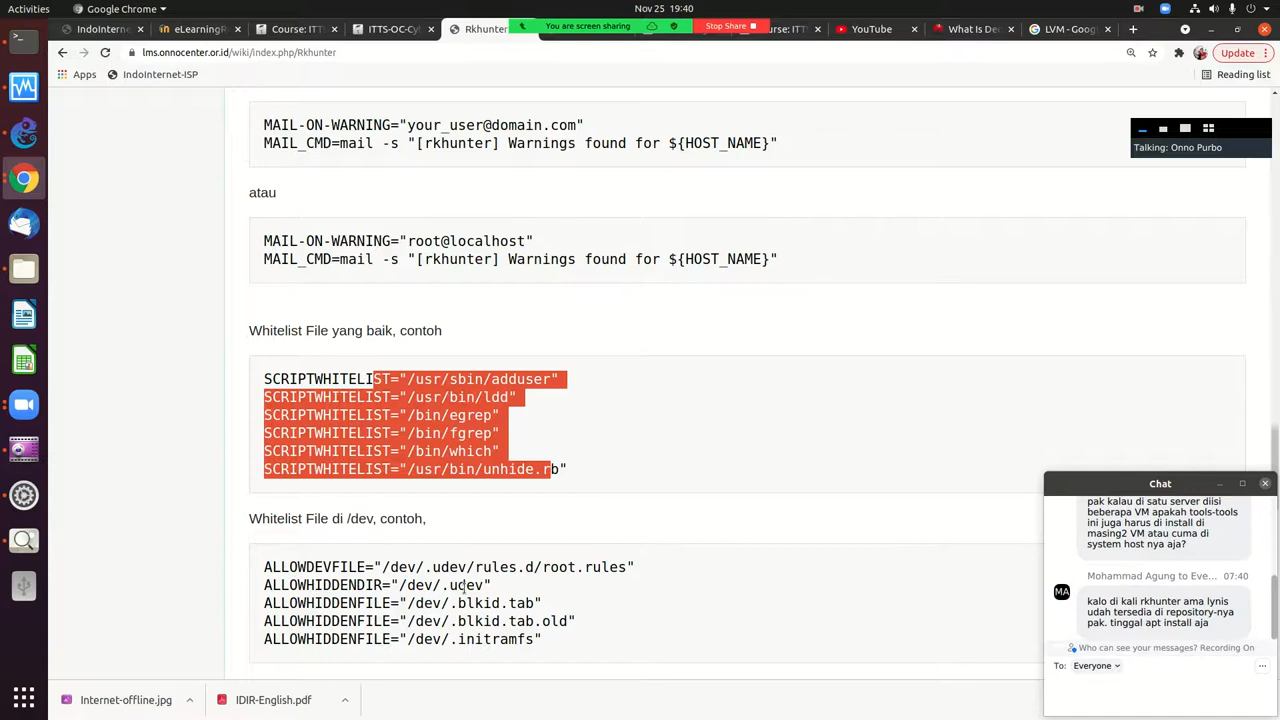 Activities
Google Chrome
Nov 25 19:40
IndoInternet
eLearningR
Course: ITT
ITTS-OC-Cy
Rkhunter
You are screen sharing
Stop Share
urse: ITT
YouTube
What Is Dec
LVM - Goog
lms.onnocenter.or.id/wiki/index.php/Rkhunter
Update
Apps
IndoInternet-ISP
Reading list
MAIL-ON-WARNING="your_user@domain.com"
MAIL_CMD=mail -s "[rkhunter] Warnings found for ${HOST_NAME}"
Talking: Onno Purbo
atau
MAIL-ON-WARNING="root@localhost"
MAIL_CMD=mail -s "[rkhunter] Warnings found for ${HOST_NAME}"
Whitelist File yang baik, contoh
SCRIPTWHITELIST="/usr/sbin/adduser"
SCRIPTWHITELIST="/usr/bin/ldd"
SCRIPTWHITELIST="/bin/egrep"
SCRIPTWHITELIST="/bin/fgrep"
SCRIPTWHITELIST="/bin/which"
SCRIPTWHITELIST="/usr/bin/unhide.rb"
Whitelist File di /dev, contoh,
ALLOWDEVFILE="/dev/.udev/rules.d/root.rules"
ALLOWHIDDENDIR="/dev/.udev"
ALLOWHIDDENFILE="/dev/.blkid.tab"
ALLOWHIDDENFILE="/dev/.blkid.tab.old"
ALLOWHIDDENFILE="/dev/.initramfs"
Chat
pak kalau di satu server diisi
beberapa VM apakah tools-tools
ini juga harus di install di
masing2 VM atau cuma di
system host nya aja?
Mohammad Agung to Eve... 07:40
MA
kalo di kali rkhunter ama lynis
udah tersedia di repository-nya
pak. tinggal apt install aja
Who can see your messages? Recording On
To: Everyone
Internet-offline.jpg
IDIR-English.pdf